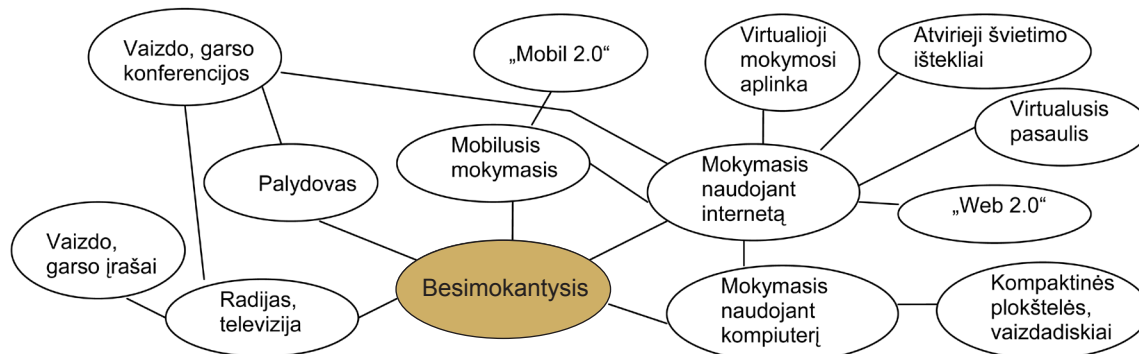 Vaizdo, garso
konferencijos
„Mobil 2.0“
Virtualioji
mokymosi
aplinka
Atvirieji švietimo
ištekliai
Virtualusis
pasaulis
Mobilusis
mokymasis
Palydovas
Mokymasis
naudojant
internetą
„Web 2.0“
Vaizdo,
garso įrašai
Besimokantysis
Radijas,
televizija
Mokymasis
naudojant
kompiuterį
Kompaktinės
plokštelės,
vaizdadiskiai